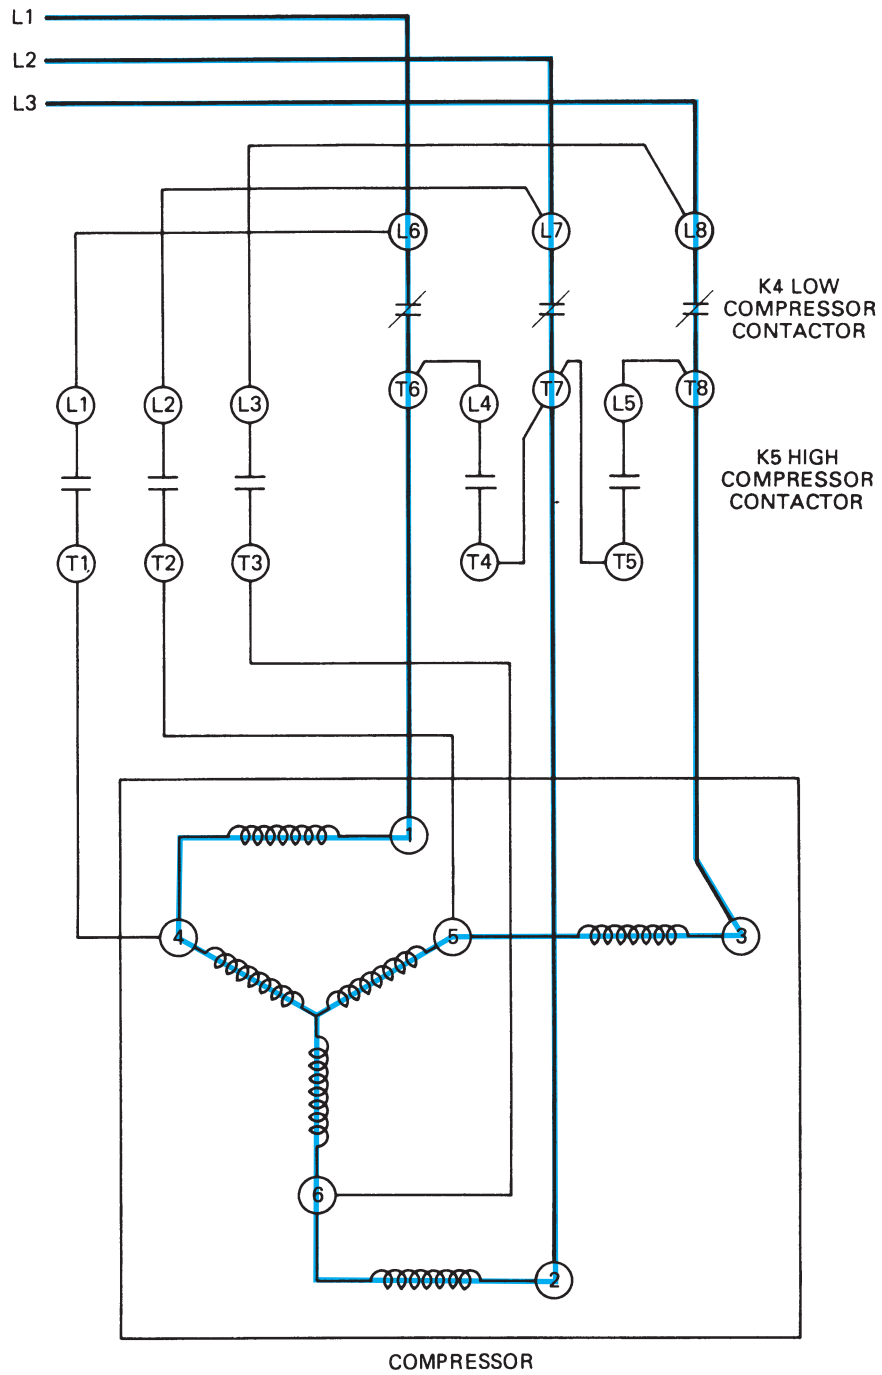 L1
L2
L3
L6 L7 L8
K4 LOW
COMPRESSOR
CONTACTOR
T6 T7 T8
L1 L2 L3 L4 L5
K5 HIGH
COMPRESSOR
CONTACTOR
T1 T2 T3 T4 T5
1
4 5 3
6
2
COMPRESSOR